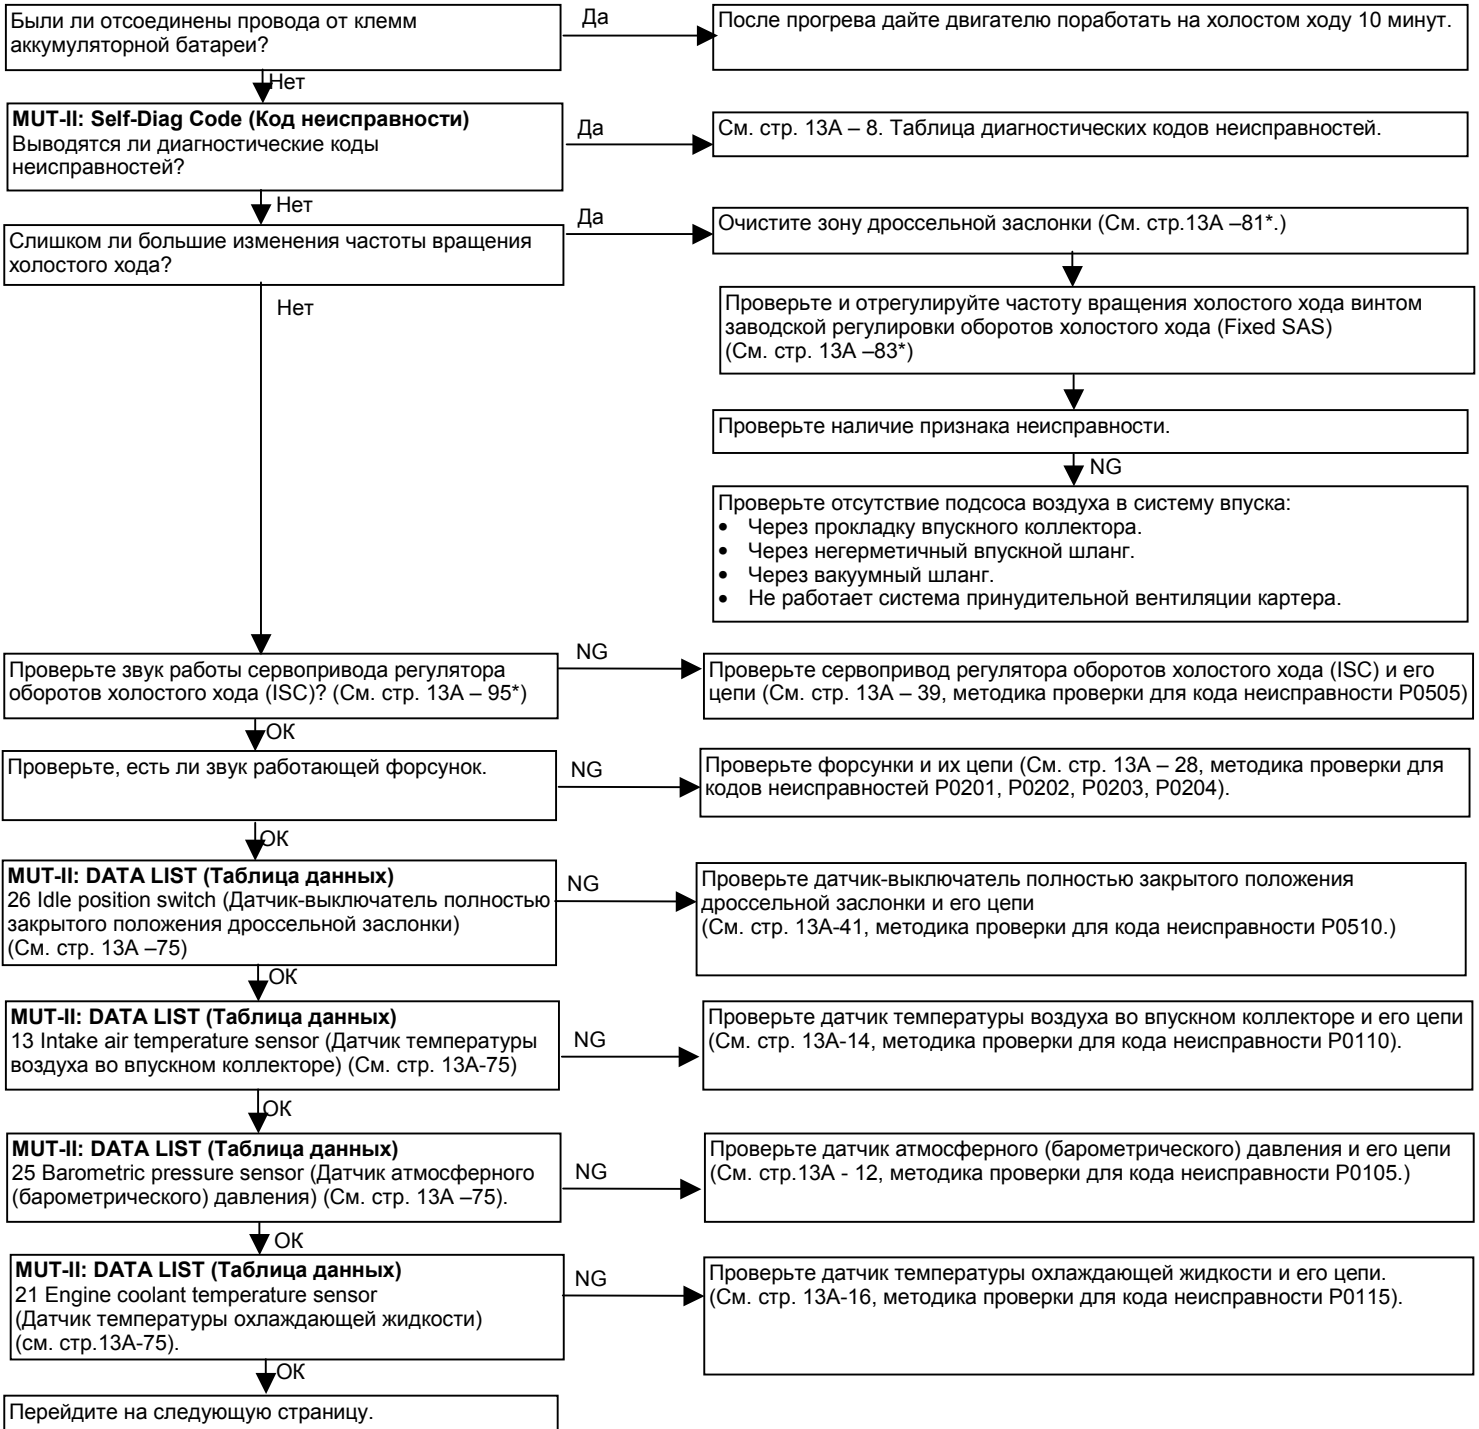 Были ли отсоединены провода от клемм
аккумуляторной батареи?
Да
После прогрева дайте двигателю поработать на холостом ходу 10 минут.
Нет
MUT-II: Self-Diag Code (Код неисправности)
Выводятся ли диагностические коды
неисправностей?
Да
См. стр. 13А – 8. Таблица диагностических кодов неисправностей.
Нет
Слишком ли большие изменения частоты вращения
холостого хода?
Да
Очистите зону дроссельной заслонки (См. стр.13А –81*.)
Нет
Проверьте и отрегулируйте частоту вращения холостого хода винтом
заводской регулировки оборотов холостого хода (Fixed SAS)
(См. стр. 13А –83*)
Проверьте наличие признака неисправности.
NG
Проверьте отсутствие подсоса воздуха в систему впуска:
• Через прокладку впускного коллектора.
• Через негерметичный впускной шланг.
• Через вакуумный шланг.
• Не работает система принудительной вентиляции картера.
Проверьте звук работы сервопривода регулятора
оборотов холостого хода (ISC)? (См. стр. 13А – 95*)
NG
Проверьте сервопривод регулятора оборотов холостого хода (ISC) и его
цепи (См. стр. 13А – 39, методика проверки для кода неисправности P0505)
ОК
Проверьте, есть ли звук работающей форсунок.
NG
Проверьте форсунки и их цепи (См. стр. 13А – 28, методика проверки для
кодов неисправностей P0201, P0202, P0203, P0204).
ОК
MUT-II: DATA LIST (Таблица данных)
26 Idle position switch (Датчик-выключатель полностью
закрытого положения дроссельной заслонки)
(См. стр. 13А –75)
NG
Проверьте датчик-выключатель полностью закрытого положения
дроссельной заслонки и его цепи
(См. стр. 13А-41, методика проверки для кода неисправности P0510.)
ОК
MUT-II: DATA LIST (Таблица данных)
13 Intake air temperature sensor (Датчик температуры
воздуха во впускном коллекторе) (См. стр. 13А-75)
NG
Проверьте датчик температуры воздуха во впускном коллекторе и его цепи
(См. стр. 13А-14, методика проверки для кода неисправности P0110).
ОК
MUT-II: DATA LIST (Таблица данных)
25 Barometric pressure sensor (Датчик атмосферного
(барометрического) давления) (См. стр. 13А –75).
NG
Проверьте датчик атмосферного (барометрического) давления и его цепи
(См. стр.13А - 12, методика проверки для кода неисправности P0105.)
ОК
MUT-II: DATA LIST (Таблица данных)
21 Engine coolant temperature sensor
(Датчик температуры охлаждающей жидкости)
(см. стр.13А-75).
NG
Проверьте датчик температуры охлаждающей жидкости и его цепи.
(См. стр. 13А-16, методика проверки для кода неисправности P0115).
ОК
Перейдите на следующую страницу.